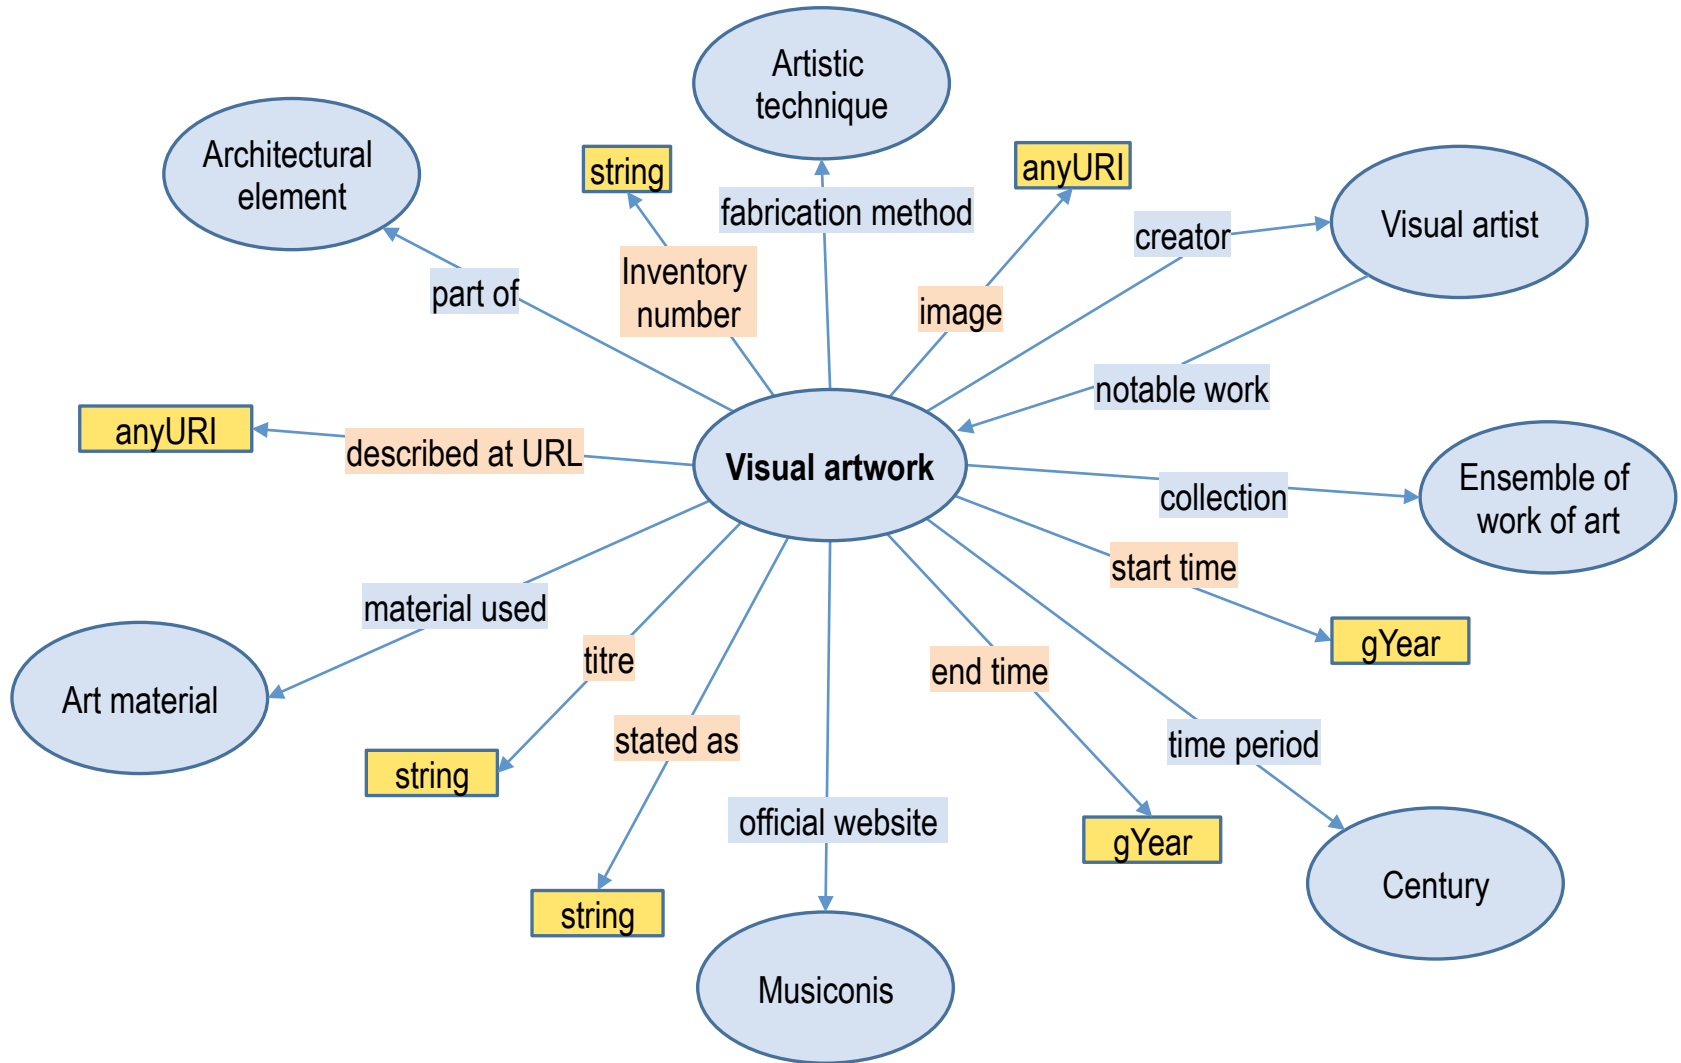 Artistic
technique
Architectural
element
string
anyURI
fabrication method
Visual artist
creator
Inventory
number
part of
image
notable work
anyURI
described at URL
Visual artwork
collection
Ensemble of
work of art
start time
material used
gYear
titre
end time
Art material
stated as
time period
string
official website
gYear
Century
string
Musiconis